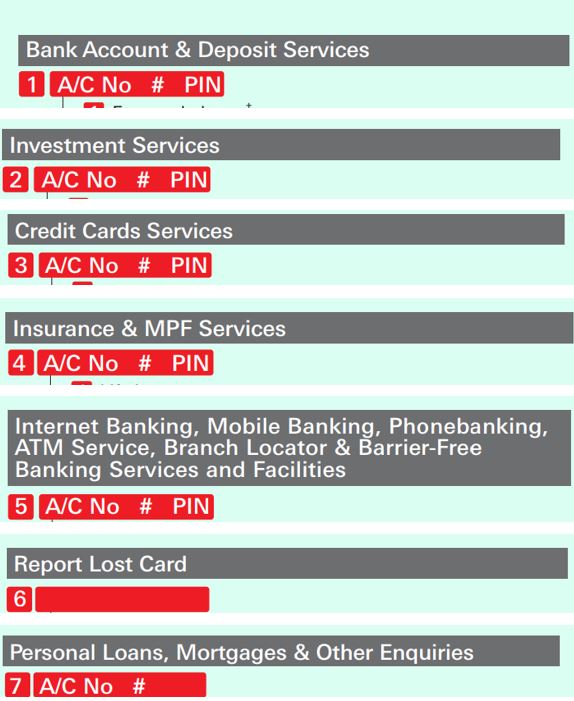 Bank Account & Deposit Services
1 A/C No # PIN
Investment Services
2 A/C No # PIN
Credit Cards Services
3 A/C No # PIN
Insurance & MPF Services
4 A/C No # PIN
Internet Banking, Mobile Banking, Phonebanking,
ATM Service, Branch Locator & Barrier-Free
Banking Services and Facilities
5 A/C No # PIN
Report Lost Card
6
Personal Loans, Mortgages & Other Enquiries
7 A/C No #